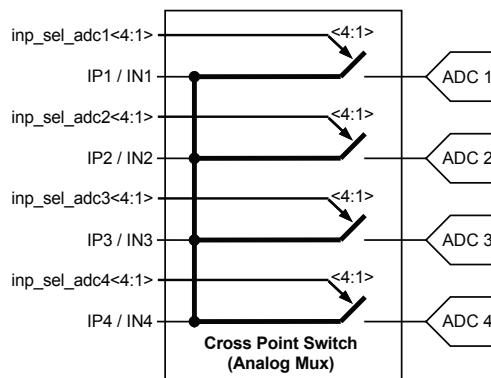 inp_sel_adc1<4:1> <4:1>
IP1 / IN1 ADC 1
inp_sel_adc2<4:1> <4:1>
IP2 / IN2 ADC 2
inp_sel_adc3<4:1> <4:1>
IP3 / IN3 ADC 3
inp_sel_adc4<4:1> <4:1>
IP4 / IN4 ADC 4
Cross Point Switch
(Analog Mux)